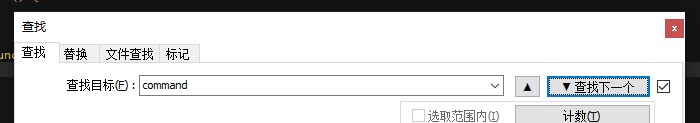 查找
查找 替换 文件查找 标记
查找目标(F) : command ▲ ▼ 查找下一个
选取范围内(I) 计数(T)